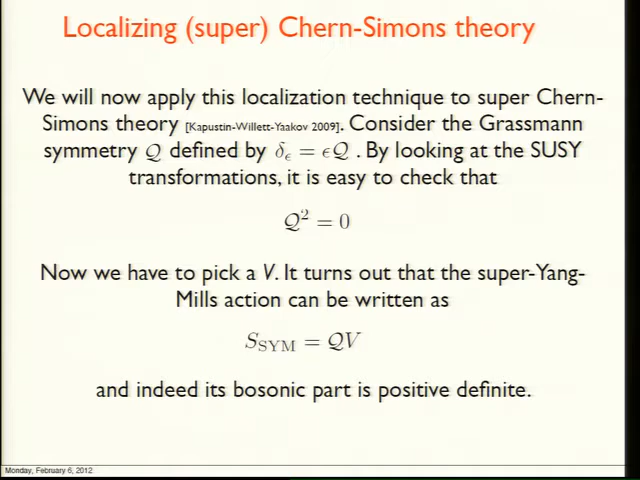 Localizing (super) Chern-Simons theory
We will now apply this localization technique to super Chern-
Simons theory [Kapustin-Willett-Yaakov 2009]. Consider the Grassmann
symmetry 𝒬 defined by δ_ϵ = ϵ𝒬 . By looking at the SUSY
transformations, it is easy to check that
𝒬² = 0
Now we have to pick a V. It turns out that the super-Yang-
Mills action can be written as
S_SYM = 𝒬V
and indeed its bosonic part is positive definite.
Monday, February 6, 2012